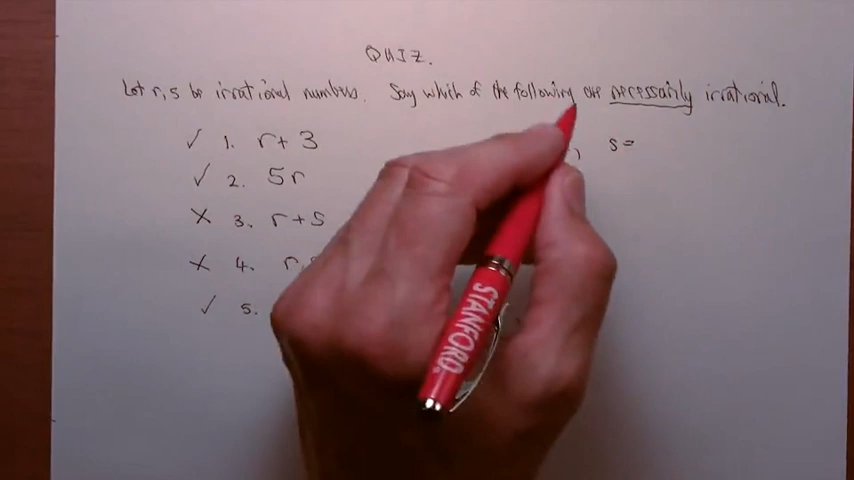 QUIZ.
Let r, s be irrational numbers. Say which of the following are necessarily irrational.
✓ 1. r + 3 , s =
✓ 2. 5r
✗ 3. r + s
✗ 4. r
✓ 5.
STANFORD